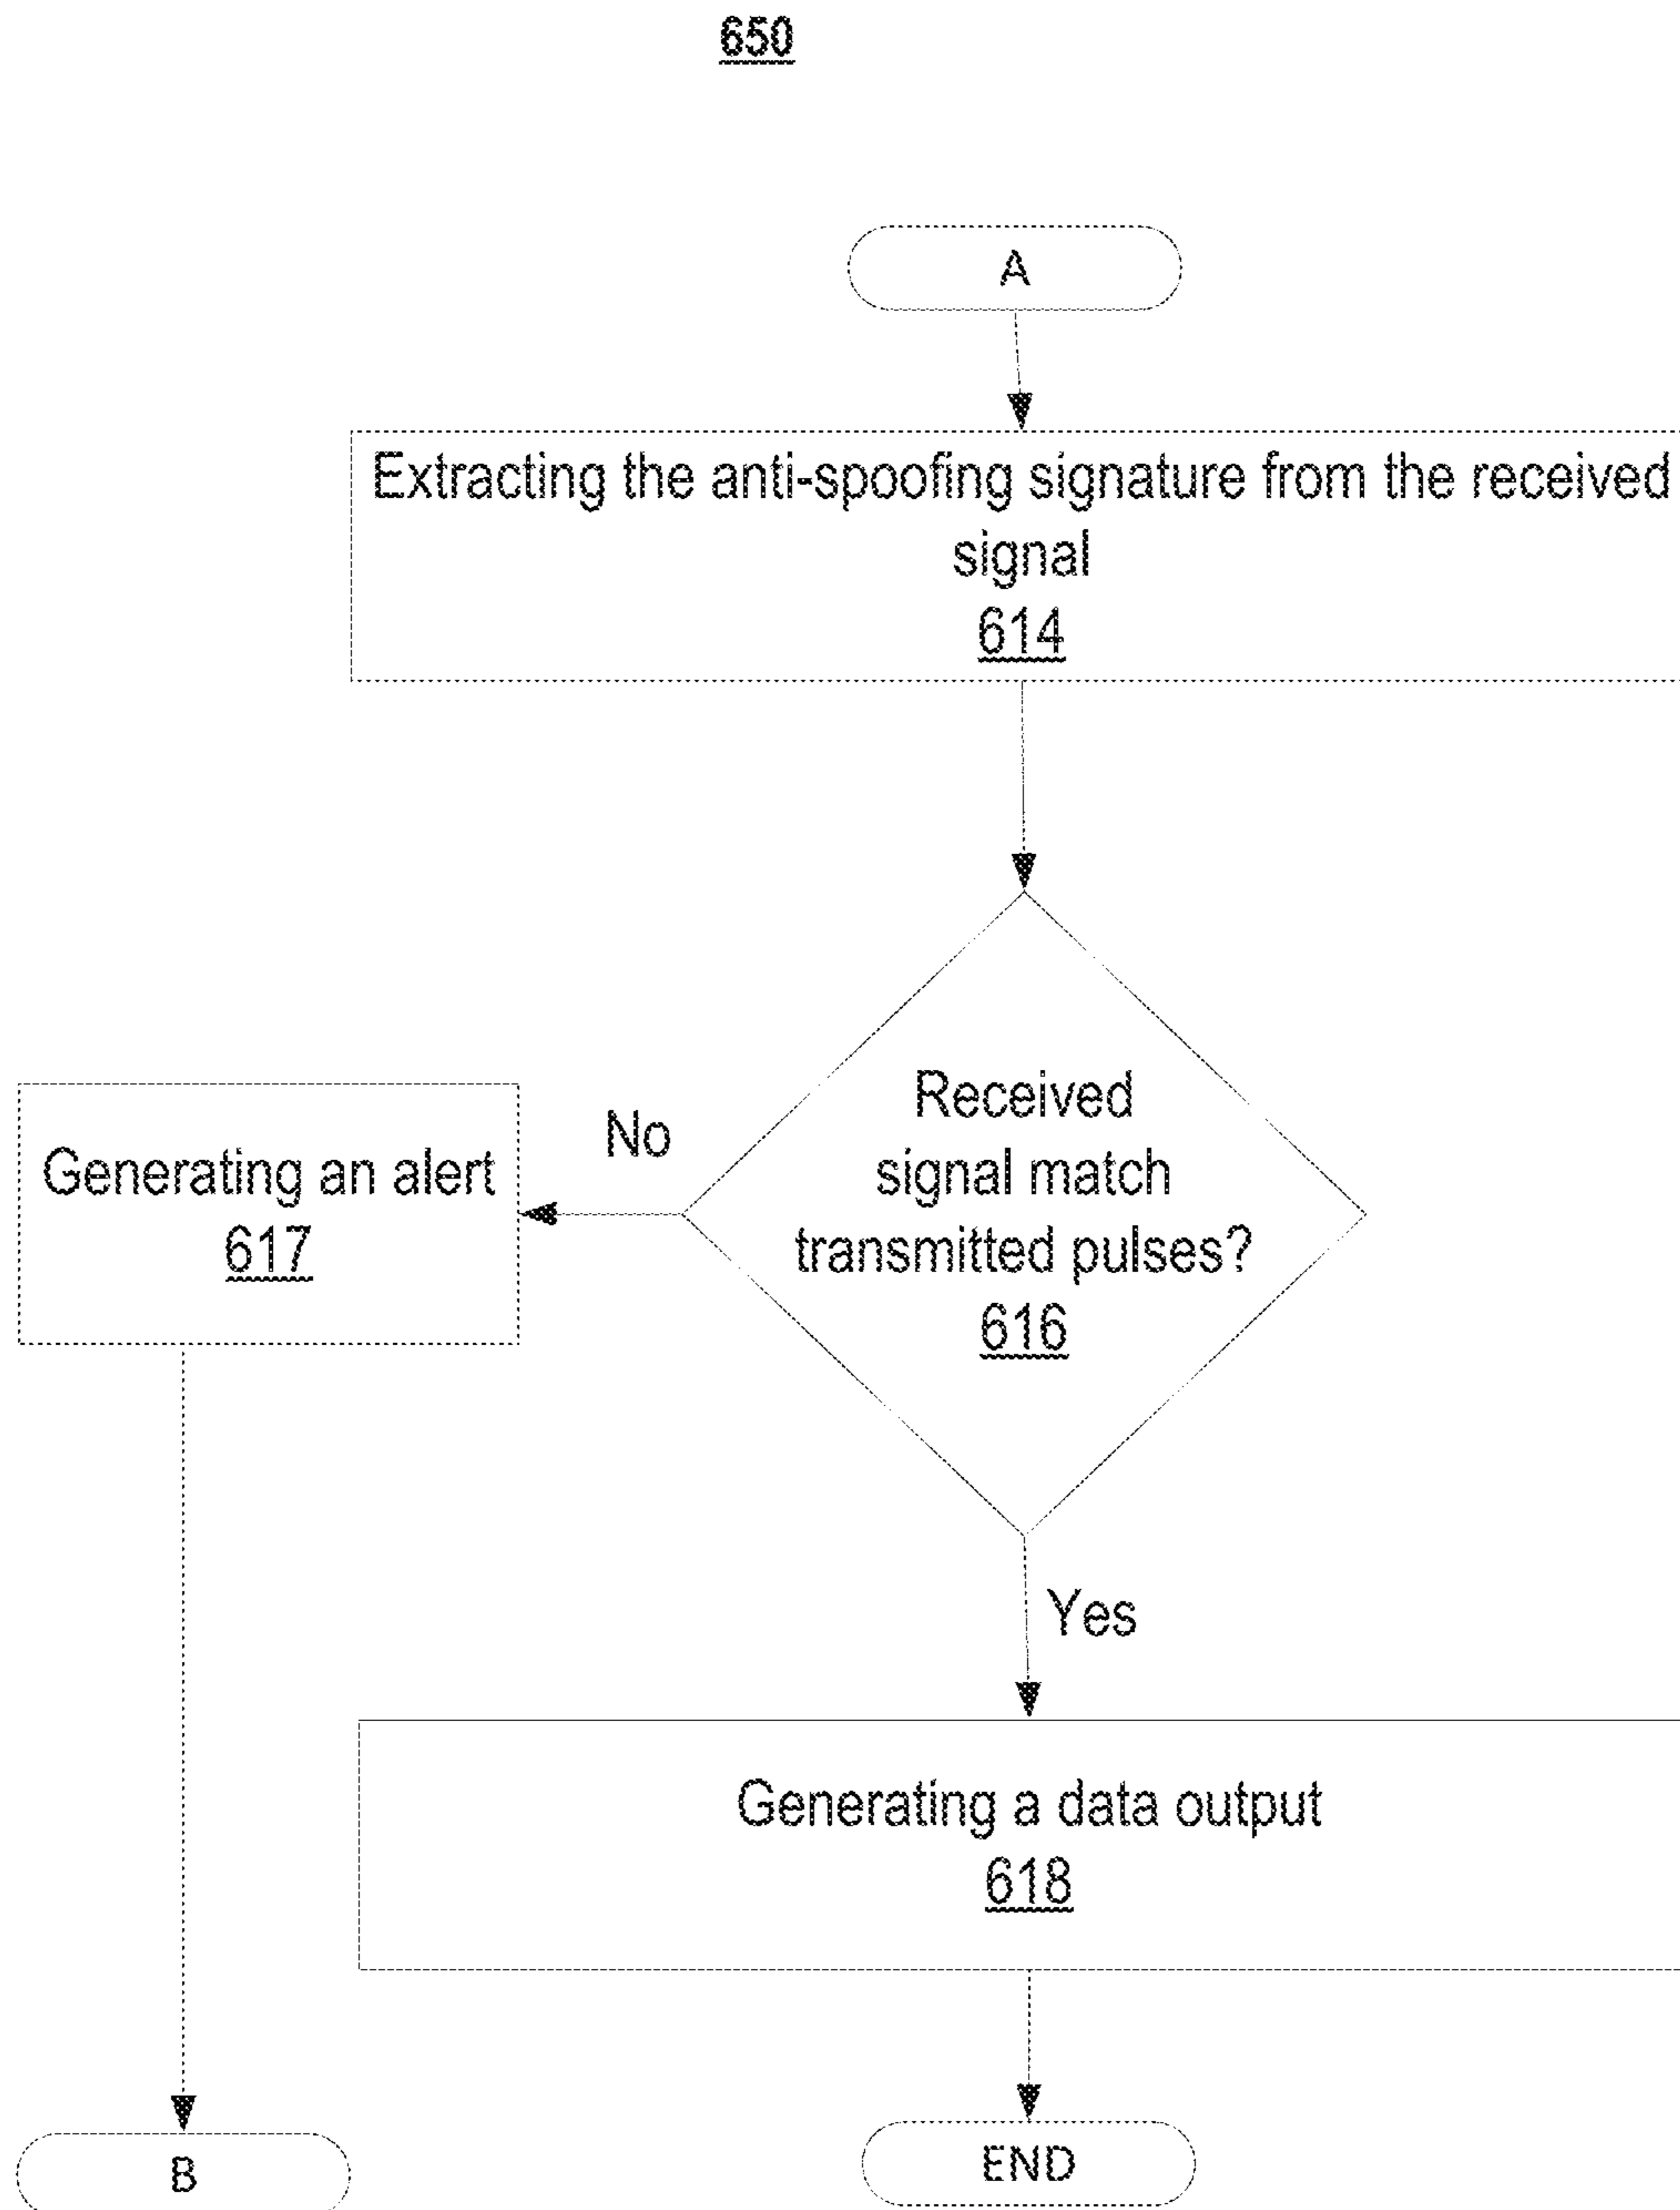 650
A
Extracting the anti-spoofing signature from the received
signal
614
Received
signal match
transmitted pulses?
616
No
Generating an alert
617
Yes
Generating a data output
618
B
END